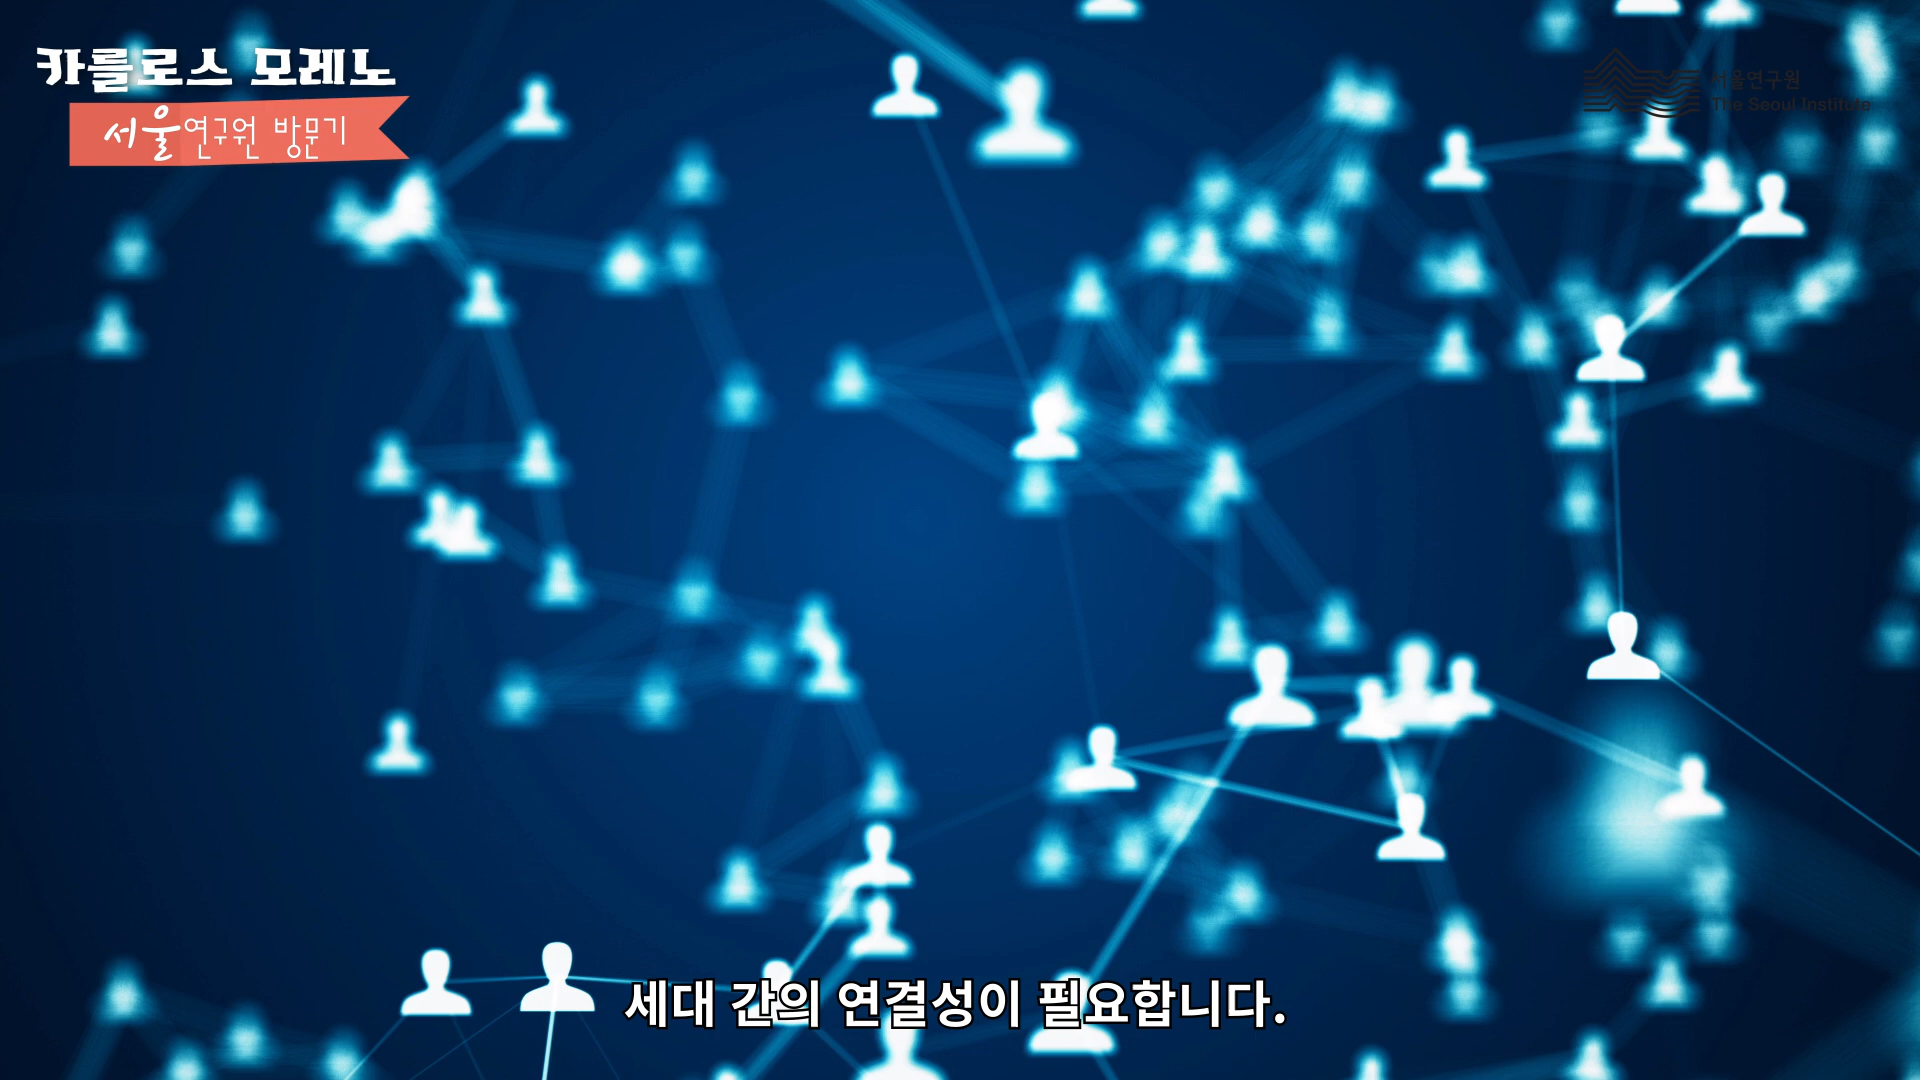 카를로스 모레노
서울연구원 방문기
서울연구원
The Seoul Institute
세대 간의 연결성이 필요합니다.